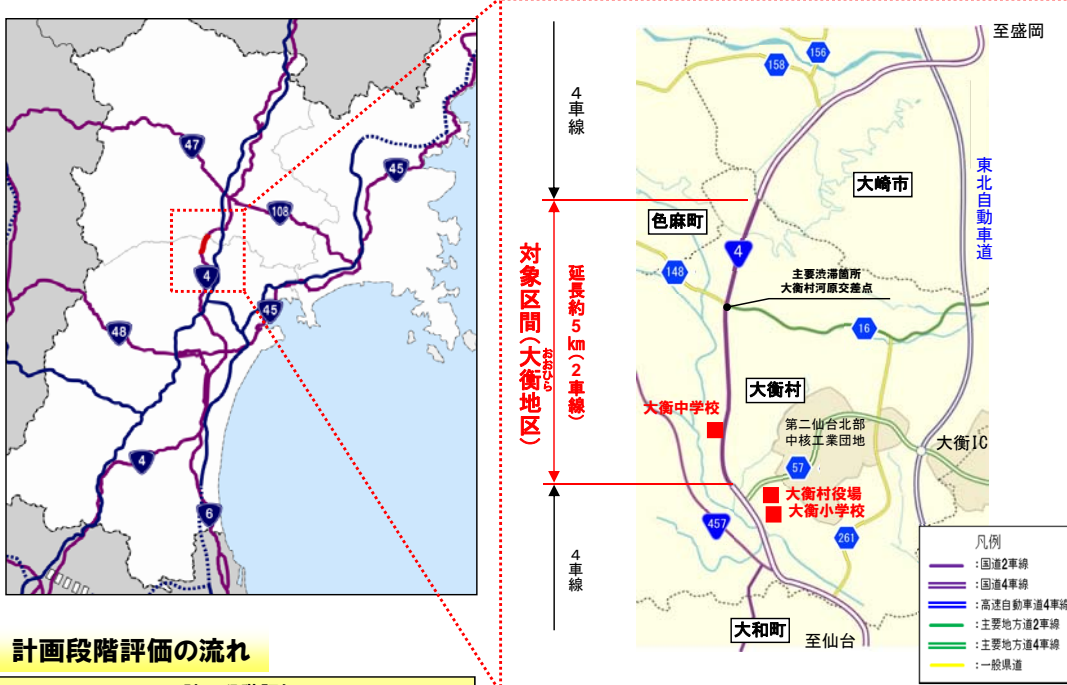 47
45
108
4
45
48
4
6
4車線
対象区間(大衡地区)
おおひら
延長約5km(2車線)
4車線
至盛岡
156
158
東北自動車道
大崎市
色麻町
4
148
主要渋滞箇所
大衡村河原交差点
16
大衡村
大衡中学校
第二仙台北部
中核工業団地
大衡IC
57
大衡村役場
大衡小学校
457
261
大和町
至仙台
凡例
:国道2車線
:国道4車線
:高速自動車道4車線
:主要地方道2車線
:主要地方道4車線
:一般県道
計画段階評価の流れ